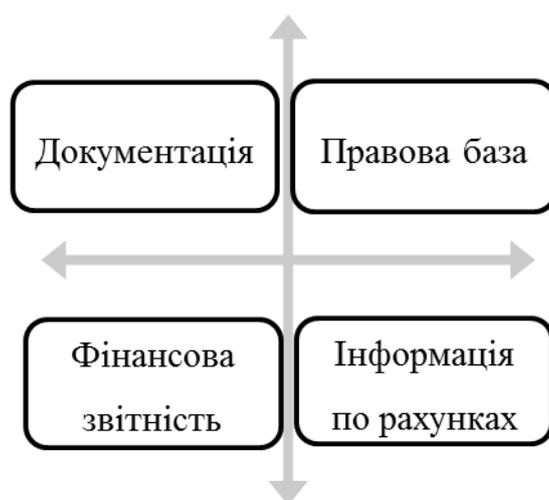 Документація
Правова база
Фінансова
звітність
Інформація
по рахунках